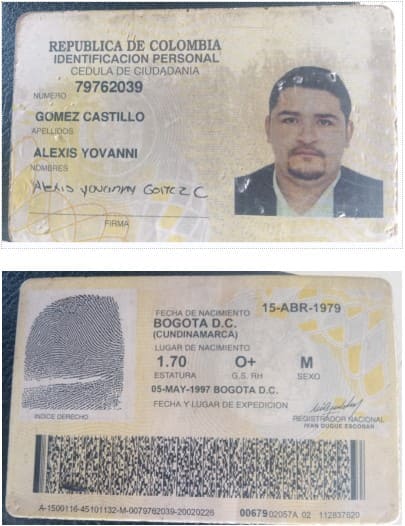 REPUBLICA DE COLOMBIA
IDENTIFICACION PERSONAL
CEDULA DE CIUDADANIA
79762039
NUMERO
GOMEZ CASTILLO
APELLIDOS
ALEXIS YOVANNI
NOMBRES
Alexis yovanny Gomez C
FIRMA
FECHA DE NACIMIENTO 15-ABR-1979
BOGOTA D.C.
(CUNDINAMARCA)
LUGAR DE NACIMIENTO
1.70 O+ M
ESTATURA G.S. RH SEXO
05-MAY-1997 BOGOTA D.C.
FECHA Y LUGAR DE EXPEDICION
INDICE DERECHO
REGISTRADOR NACIONAL
IVAN DUQUE ESCOBAR
A-1500116-45101132-M-0079762039-20020226 00679 02057A 02 112837620